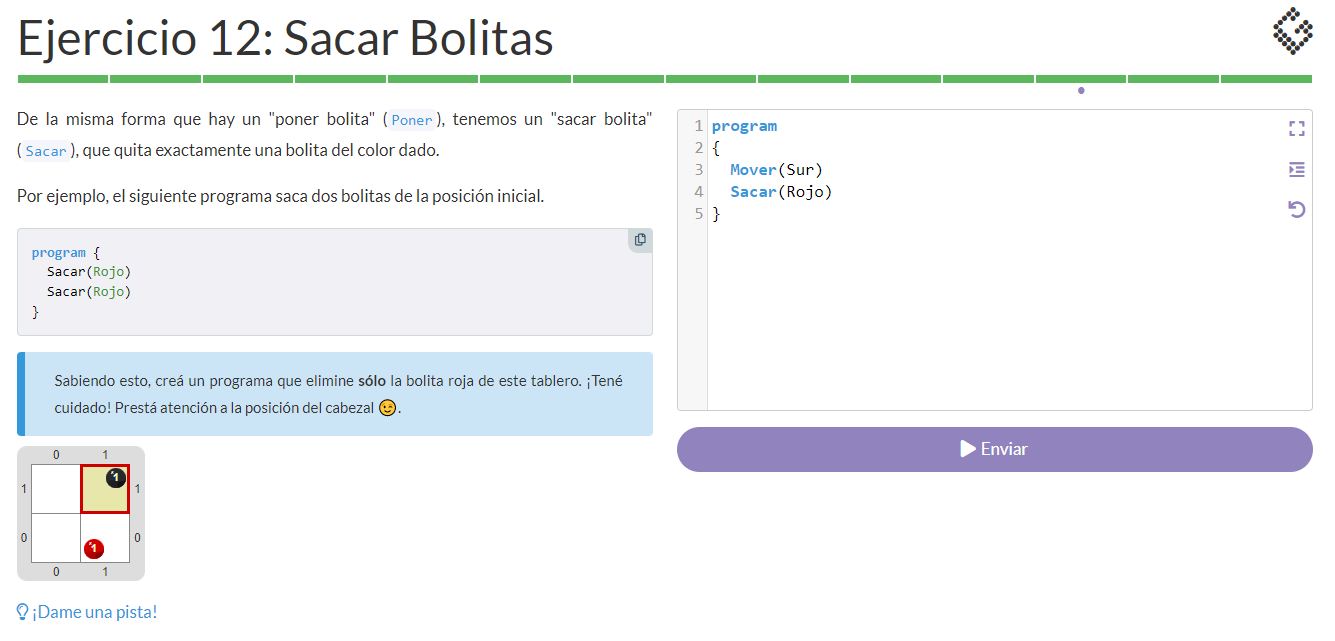 Ejercicio 12: Sacar Bolitas
De la misma forma que hay un "poner bolita" ( Poner ), tenemos un "sacar bolita"
( Sacar ), que quita exactamente una bolita del color dado.
Por ejemplo, el siguiente programa saca dos bolitas de la posición inicial.
program {
  Sacar(Rojo)
  Sacar(Rojo)
}
Sabiendo esto, creá un programa que elimine sólo la bolita roja de este tablero. ¡Tené
cuidado! Prestá atención a la posición del cabezal 😉.
0 1
1 1 1
0 1 0
0 1
¡Dame una pista!
1 program
2 {
3   Mover(Sur)
4   Sacar(Rojo)
5 }
Enviar